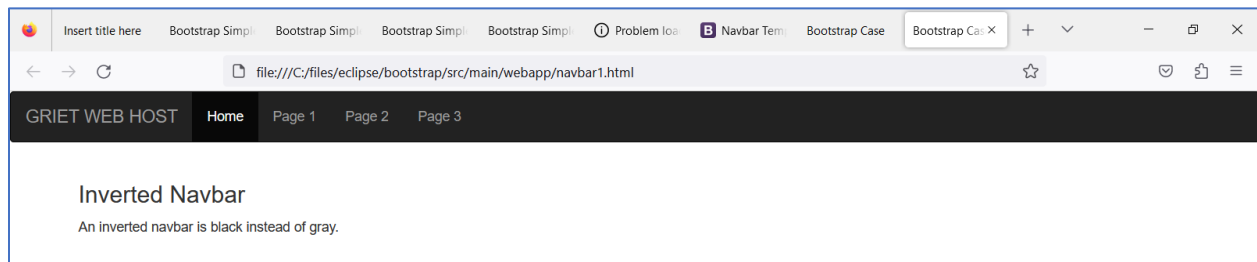 Insert title here Bootstrap Simpl Bootstrap Simpl Bootstrap Simpl Bootstrap Simpl Problem loa B Navbar Tem Bootstrap Case Bootstrap Cas
file:///C:/files/eclipse/bootstrap/src/main/webapp/navbar1.html
GRIET WEB HOST Home Page 1 Page 2 Page 3
Inverted Navbar
An inverted navbar is black instead of gray.